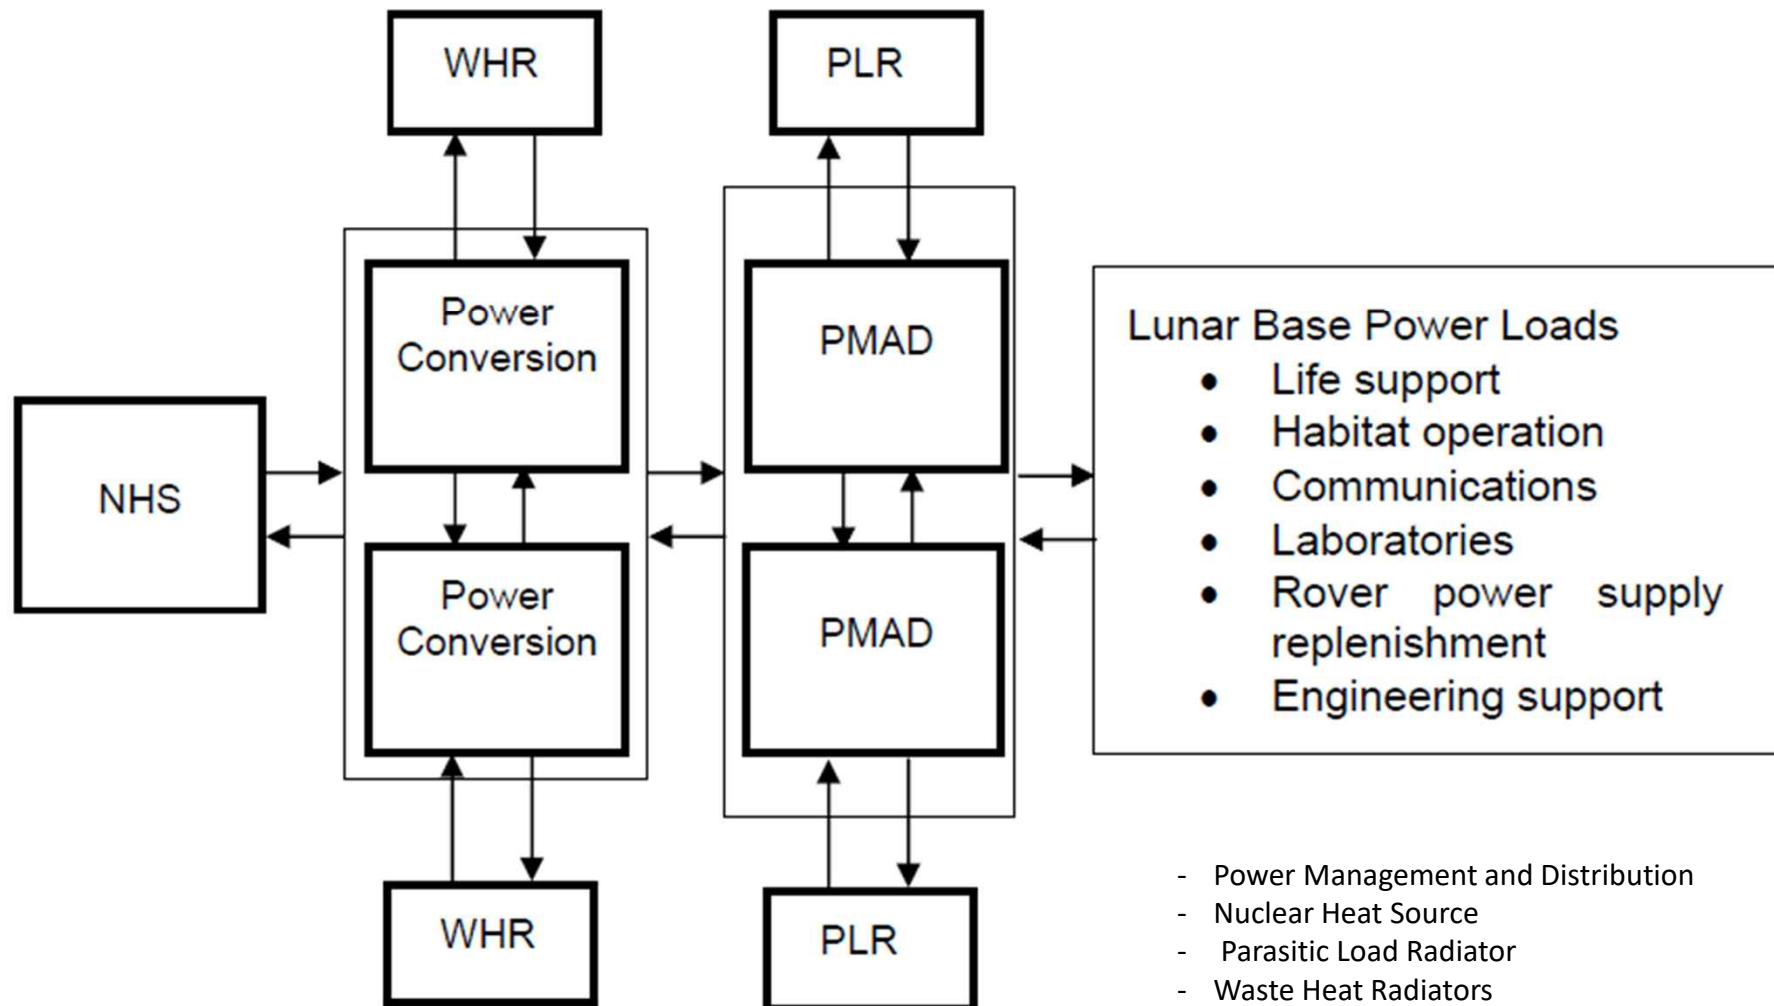 WHR
PLR
Power
Conversion
PMAD
NHS
Power
Conversion
PMAD
WHR
PLR
Lunar Base Power Loads
• Life support
• Habitat operation
• Communications
• Laboratories
• Rover power supply
replenishment
• Engineering support
- Power Management and Distribution
- Nuclear Heat Source
- Parasitic Load Radiator
- Waste Heat Radiators